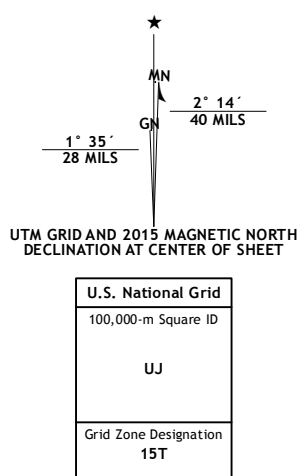 ★
MN
GN
2° 14´
40 MILS
1° 35´
28 MILS
UTM GRID AND 2015 MAGNETIC NORTH
DECLINATION AT CENTER OF SHEET
U.S. National Grid
100,000-m Square ID
UJ
Grid Zone Designation
15T